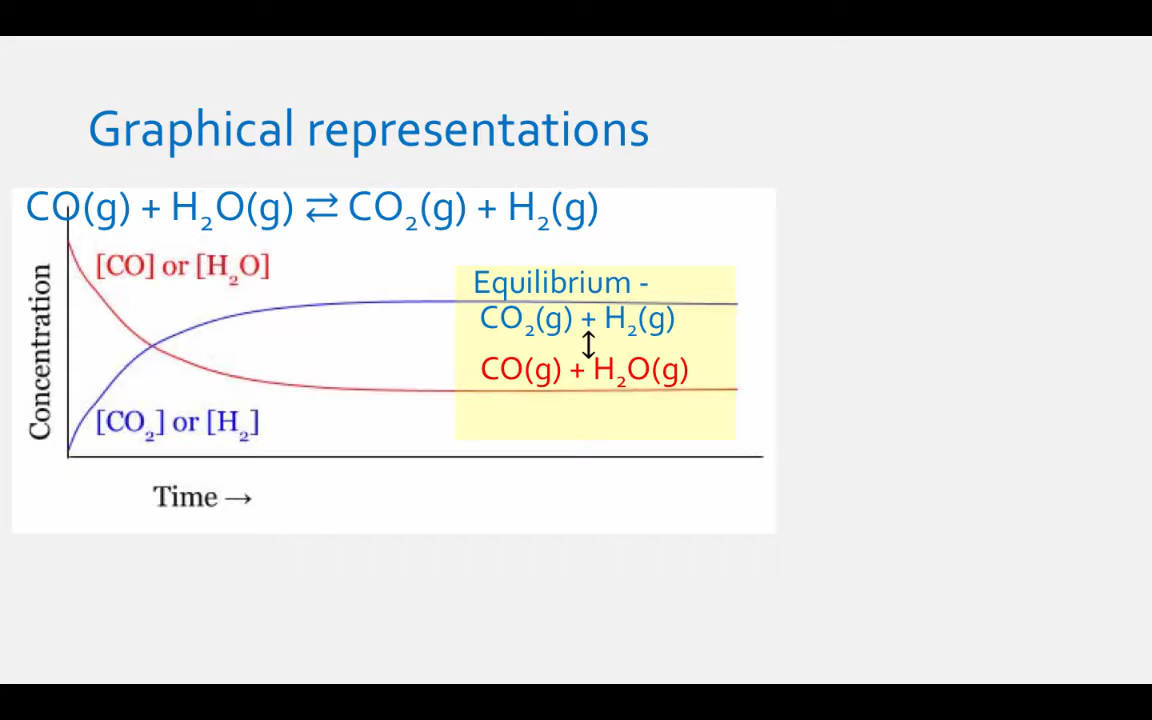 Graphical representations
CO(g) + H₂O(g) ⇄ CO₂(g) + H₂(g)
[CO] or [H₂O]
Equilibrium -
CO₂(g) + H₂(g)
↕
CO(g) + H₂O(g)
Concentration
[CO₂] or [H₂]
Time →